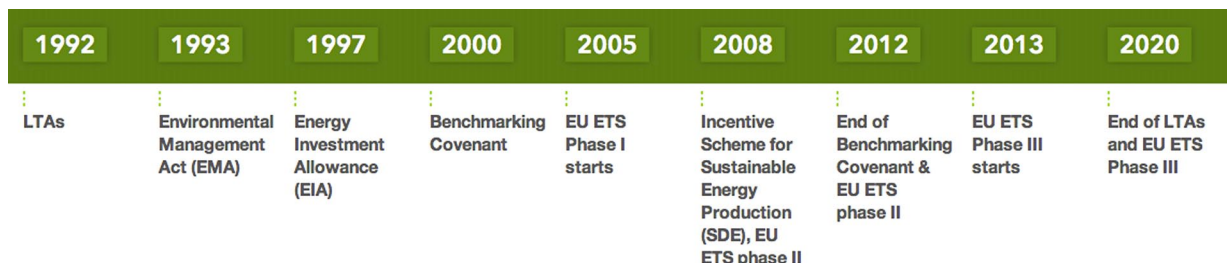 1992 1993 1997 2000 2005 2008 2012 2013 2020
LTAs
Environmental
Management
Act (EMA)
Energy
Investment
Allowance
(EIA)
Benchmarking
Covenant
EU ETS
Phase I
starts
Incentive
Scheme for
Sustainable
Energy
Production
(SDE), EU
ETS phase II
End of
Benchmarking
Covenant &
EU ETS
phase II
EU ETS
Phase III
starts
End of LTAs
and EU ETS
Phase III